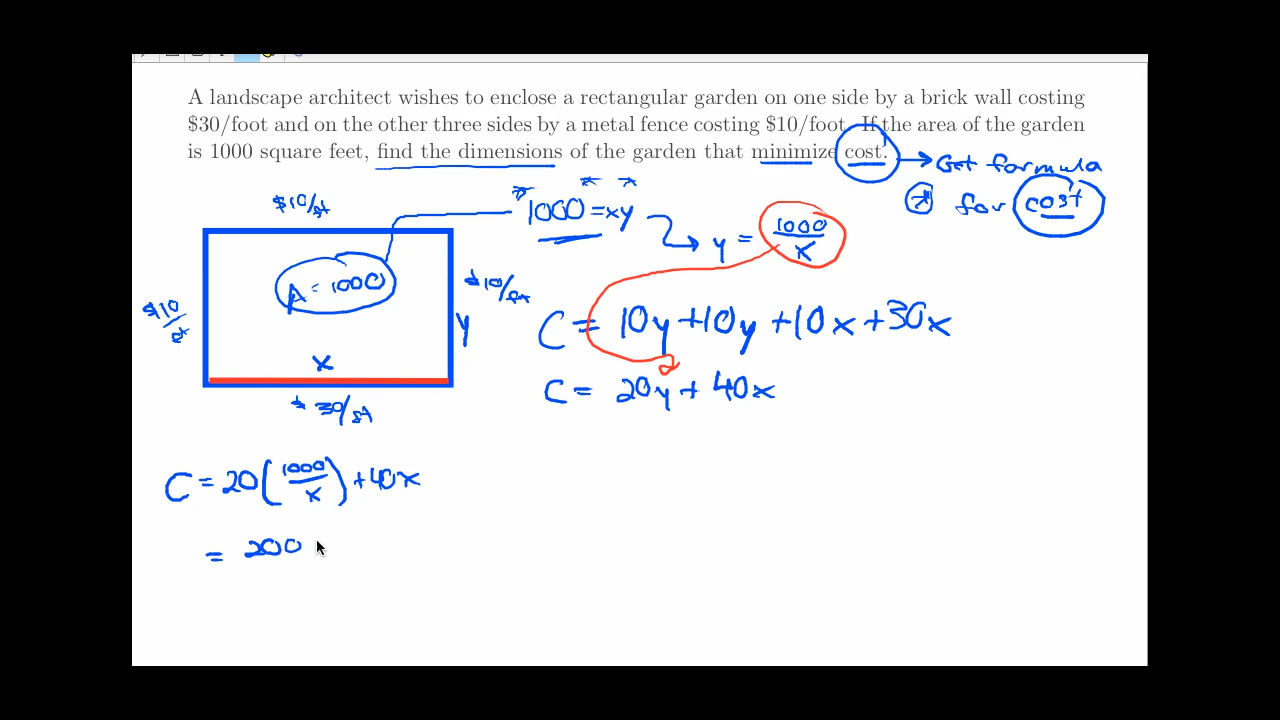 A landscape architect wishes to enclose a rectangular garden on one side by a brick wall costing
$30/foot and on the other three sides by a metal fence costing $10/foot. If the area of the garden
is 1000 square feet, find the dimensions of the garden that minimize cost.
→ Get formula
* for cost
$10/ft
1000 = xy
y = 1000/x
A = 1000
$10/ft
$10/ft
y
x
$30/ft
C = 10y + 10y + 10x + 30x
C = 20y + 40x
C = 20(1000/x) + 40x
= 200